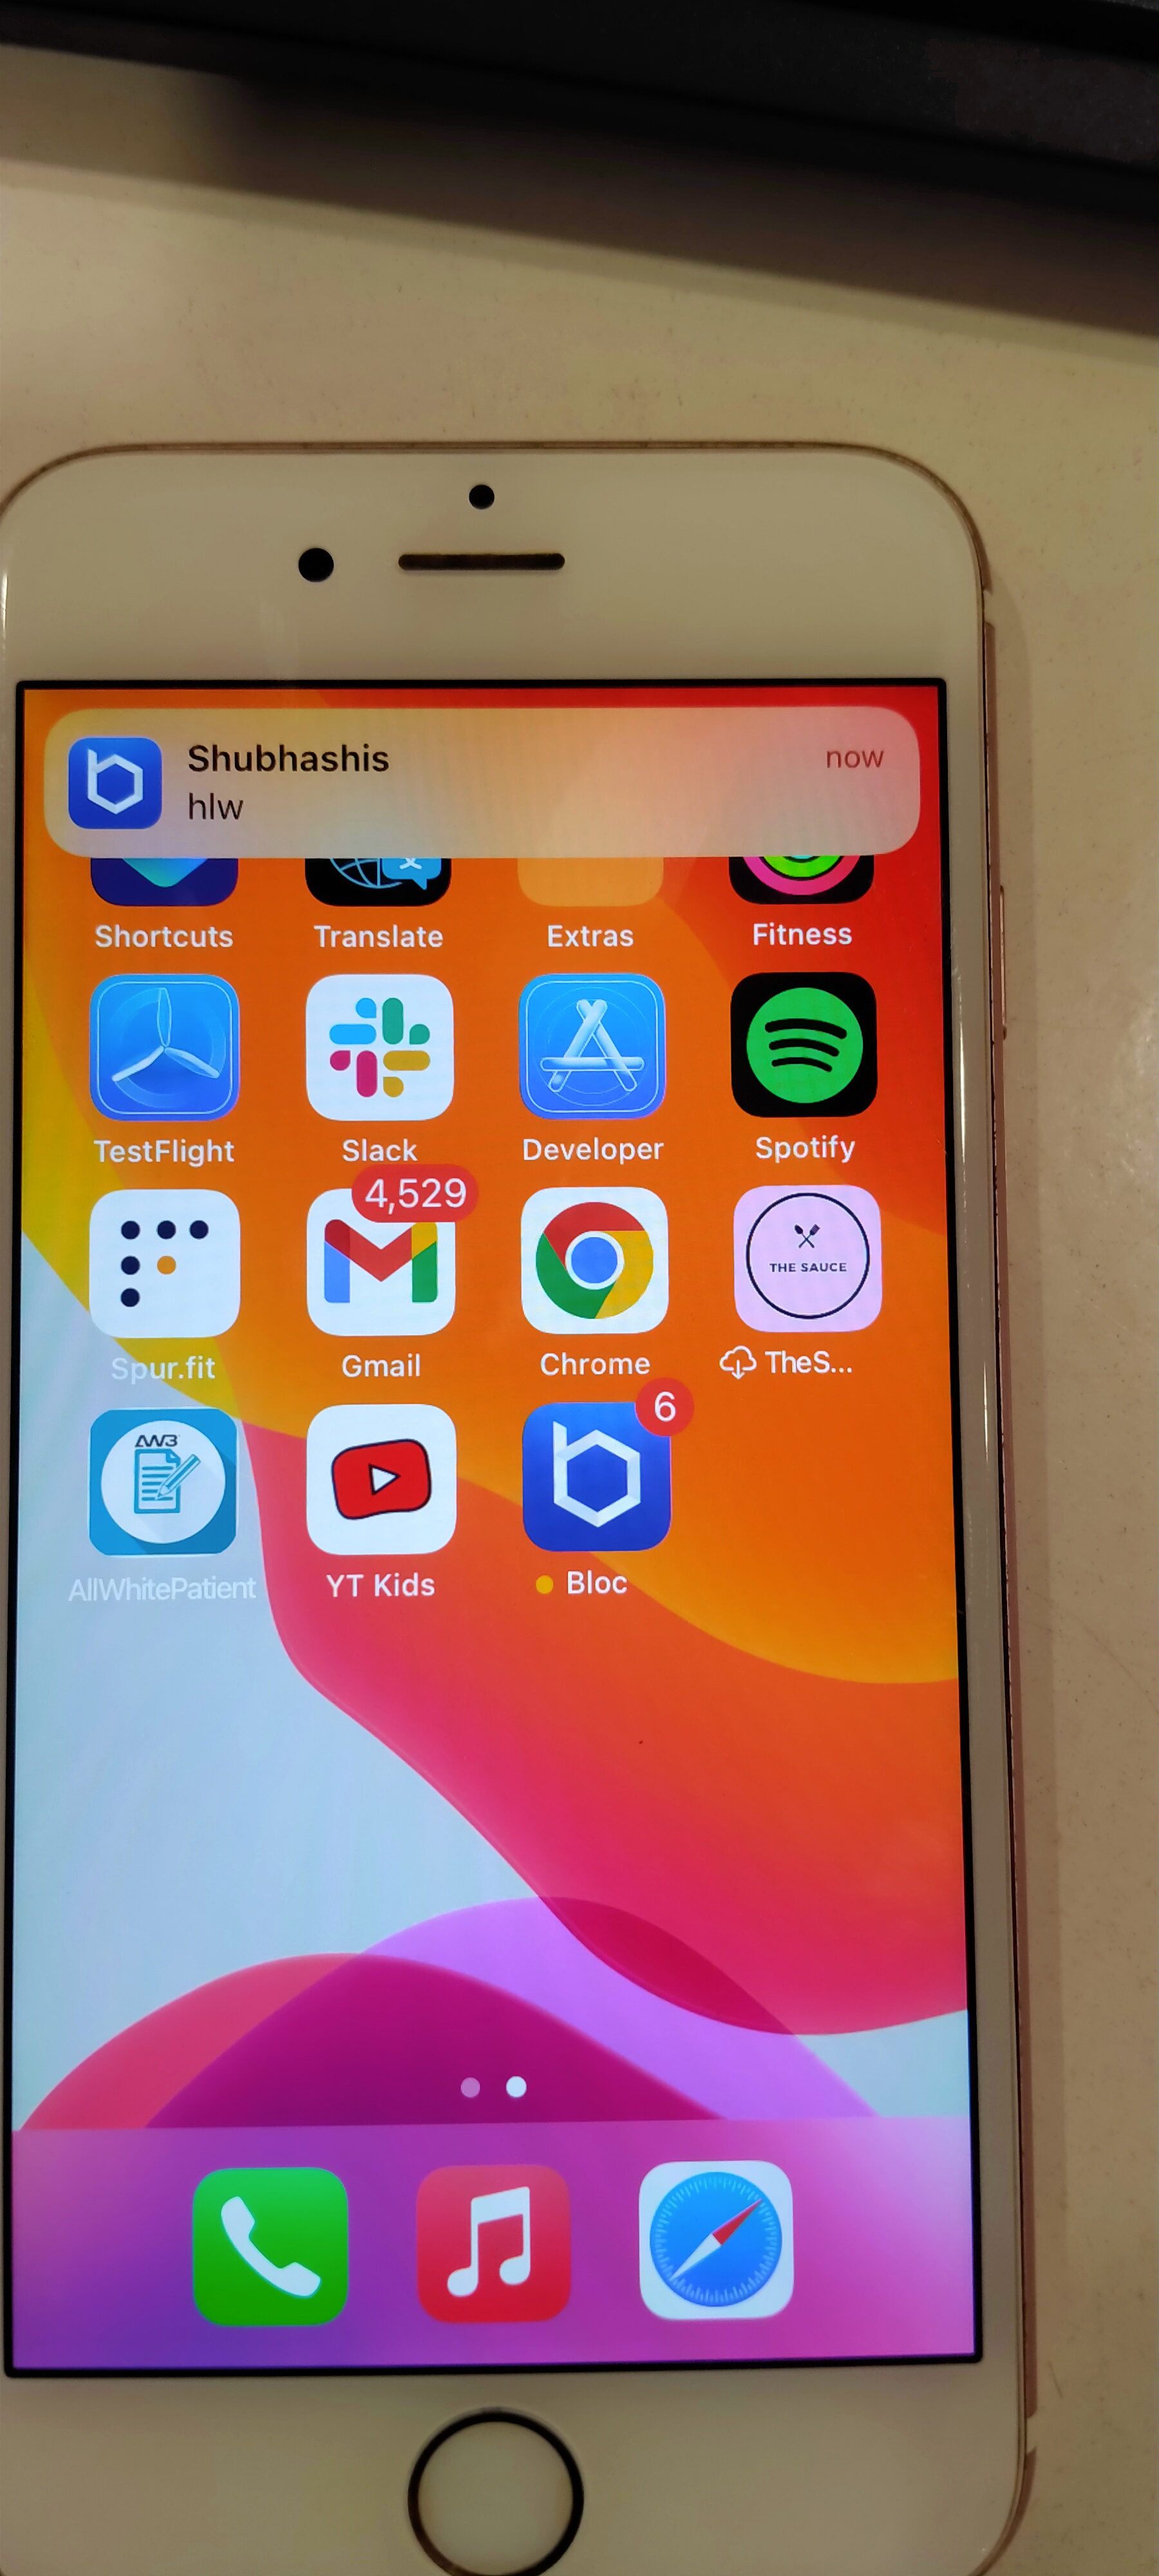 Shubhashis
now
hlw
Shortcuts
Translate
Extras
Fitness
TestFlight
Slack
Developer
Spotify
4,529
THE SAUCE
Spur.fit
Gmail
Chrome
TheS...
6
AW3
AllWhitePatient
YT Kids
Bloc